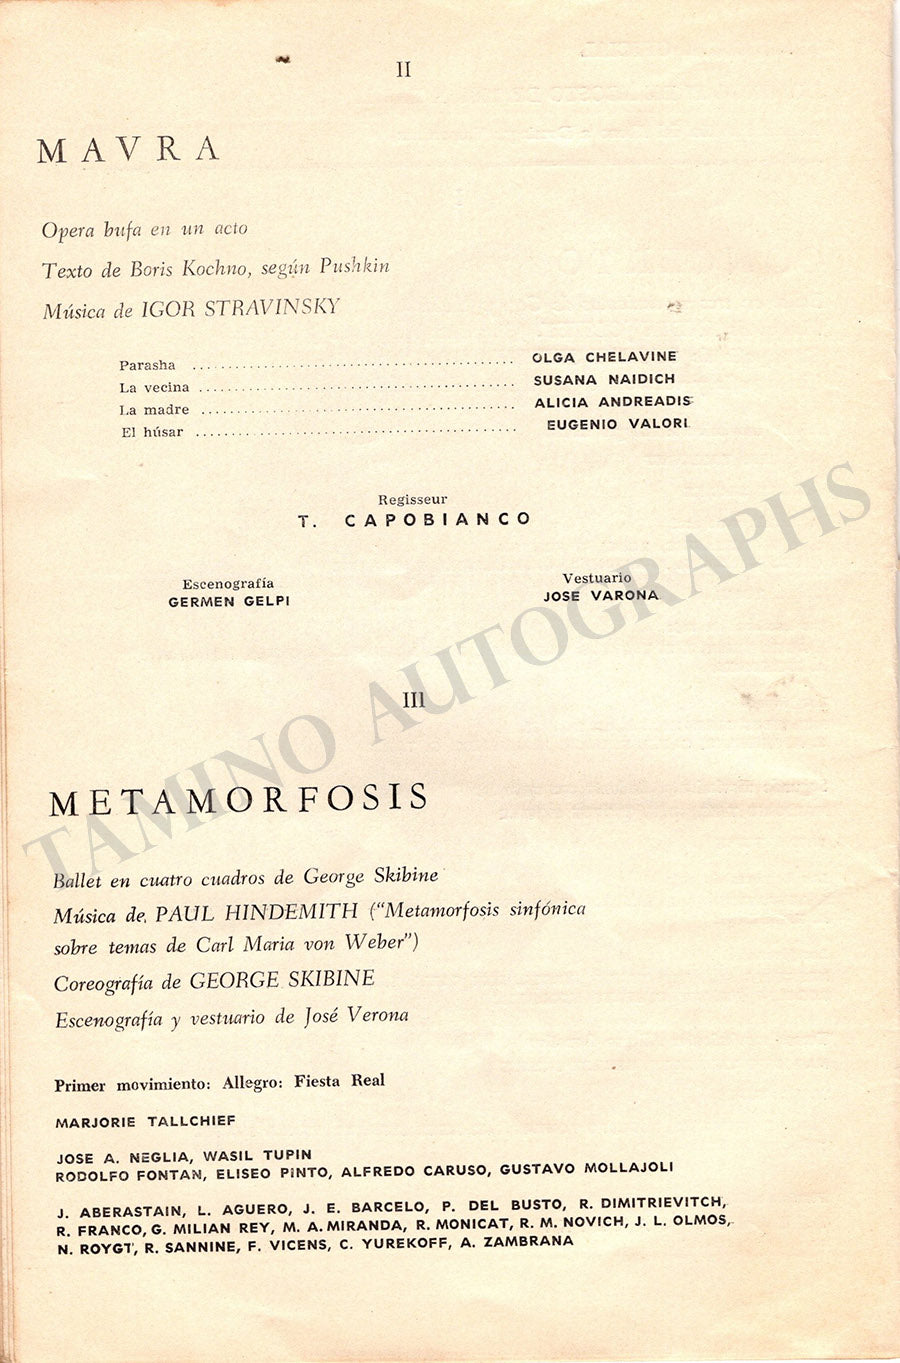 II
MAVRA
Opera bufa en un acto
Texto de Boris Kochno, según Pushkin
Música de IGOR STRAVINSKY
Parasha ................................................ OLGA CHELAVINE
La vecina ............................................... SUSANA NAIDICH
La madre ............................................... ALICIA ANDREADIS
El húsar ................................................ EUGENIO VALORI
Regisseur
T. CAPOBIANCO
Escenografía Vestuario
GERMEN GELPI JOSE VARONA
III
METAMORFOSIS
Ballet en cuatro cuadros de George Skibine
Música de PAUL HINDEMITH (“Metamorfosis sinfónica
sobre temas de Carl Maria von Weber”)
Coreografía de GEORGE SKIBINE
Escenografía y vestuario de José Verona
Primer movimiento: Allegro: Fiesta Real
MARJORIE TALLCHIEF
JOSE A. NEGLIA, WASIL TUPIN
RODOLFO FONTAN, ELISEO PINTO, ALFREDO CARUSO, GUSTAVO MOLLAJOLI
J. ABERASTAIN, L. AGUERO, J. E. BARCELO, P. DEL BUSTO, R. DIMITRIEVITCH,
R. FRANCO, G. MILIAN REY, M. A. MIRANDA, R. MONICAT, R. M. NOVICH, J. L. OLMOS,
N. ROYGT, R. SANNINE, F. VICENS, C. YUREKOFF, A. ZAMBRANA
TAMINO AUTOGRAPHS